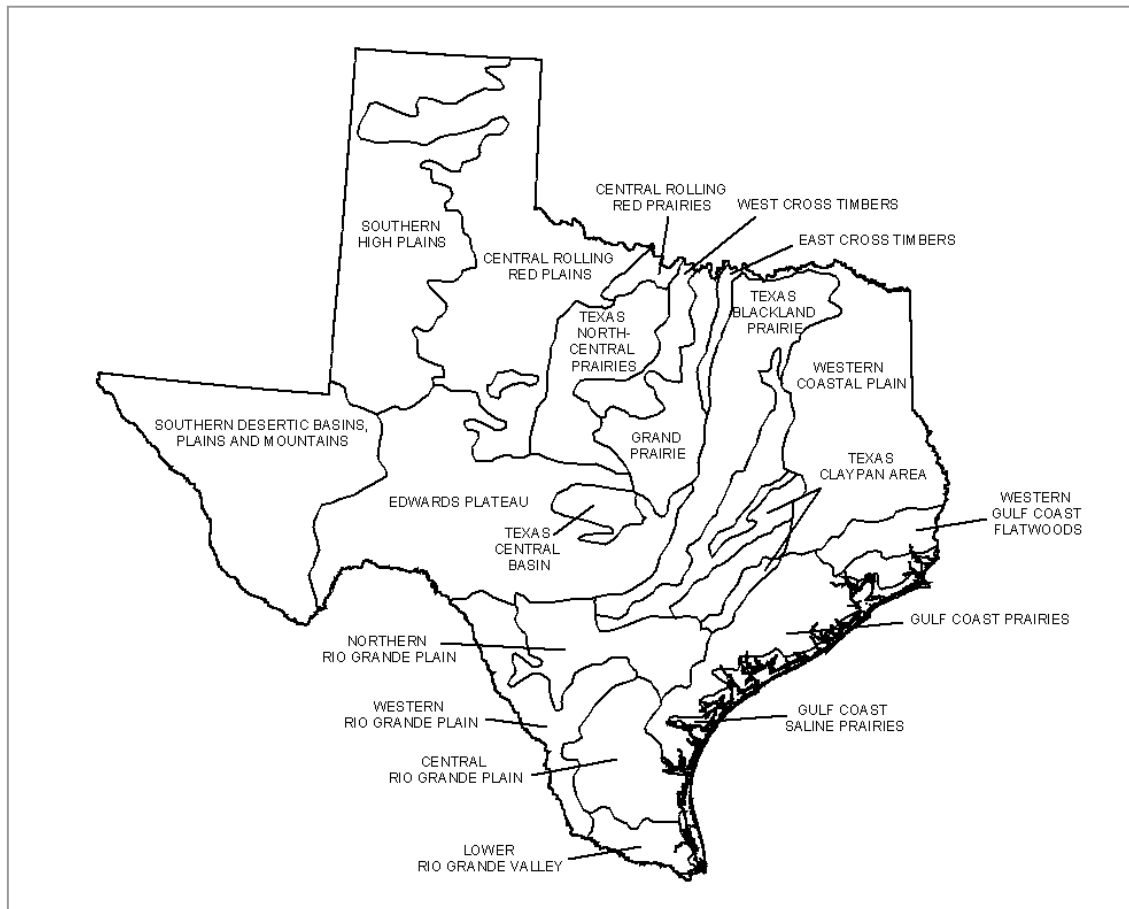 CENTRAL ROLLING
RED PRAIRIES
WEST CROSS TIMBERS
EAST CROSS TIMBERS
SOUTHERN
HIGH PLAINS
CENTRAL ROLLING
RED PLAINS
TEXAS
BLACKLAND
PRAIRIE
TEXAS
NORTH-
CENTRAL
PRAIRIES
WESTERN
COASTAL PLAIN
SOUTHERN DESERTIC BASINS,
PLAINS AND MOUNTAINS
GRAND
PRAIRIE
TEXAS
CLAYPAN AREA
EDWARDS PLATEAU
WESTERN
GULF COAST
FLATWOODS
TEXAS
CENTRAL
BASIN
GULF COAST PRAIRIES
NORTHERN
RIO GRANDE PLAIN
WESTERN
RIO GRANDE PLAIN
GULF COAST
SALINE PRAIRIES
CENTRAL
RIO GRANDE PLAIN
LOWER
RIO GRANDE VALLEY